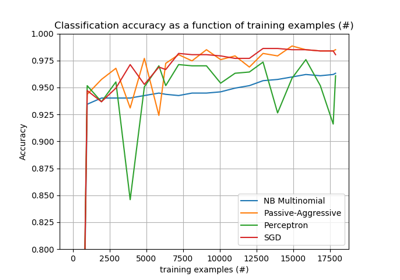 Classification accuracy as a function of training examples (#)
1.000
0.975
0.950
0.925
0.900
0.875
0.850
0.825
0.800
Accuracy
NB Multinomial
Passive-Aggressive
Perceptron
SGD
0 2500 5000 7500 10000 12500 15000 17500
training examples (#)